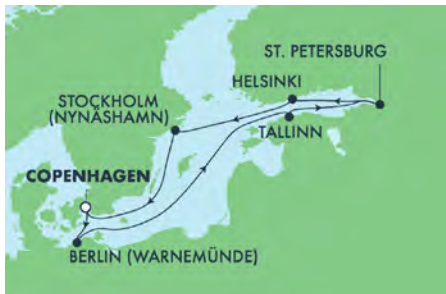 ST. PETERSBURG
HELSINKI
STOCKHOLM
(NYNÄSHAMN)
TALLINN
COPENHAGEN
BERLIN (WARNEMÜNDE)